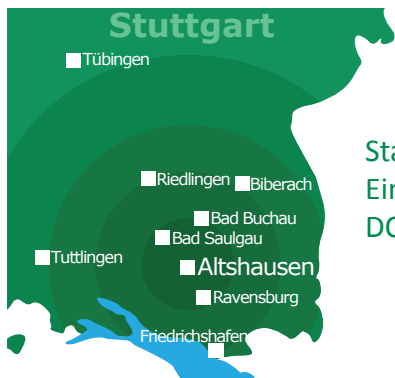 Stuttgart
Tübingen
Riedlingen
Biberach
Bad Buchau
Bad Saulgau
Tuttlingen
Altshausen
Ravensburg
Friedrichshafen